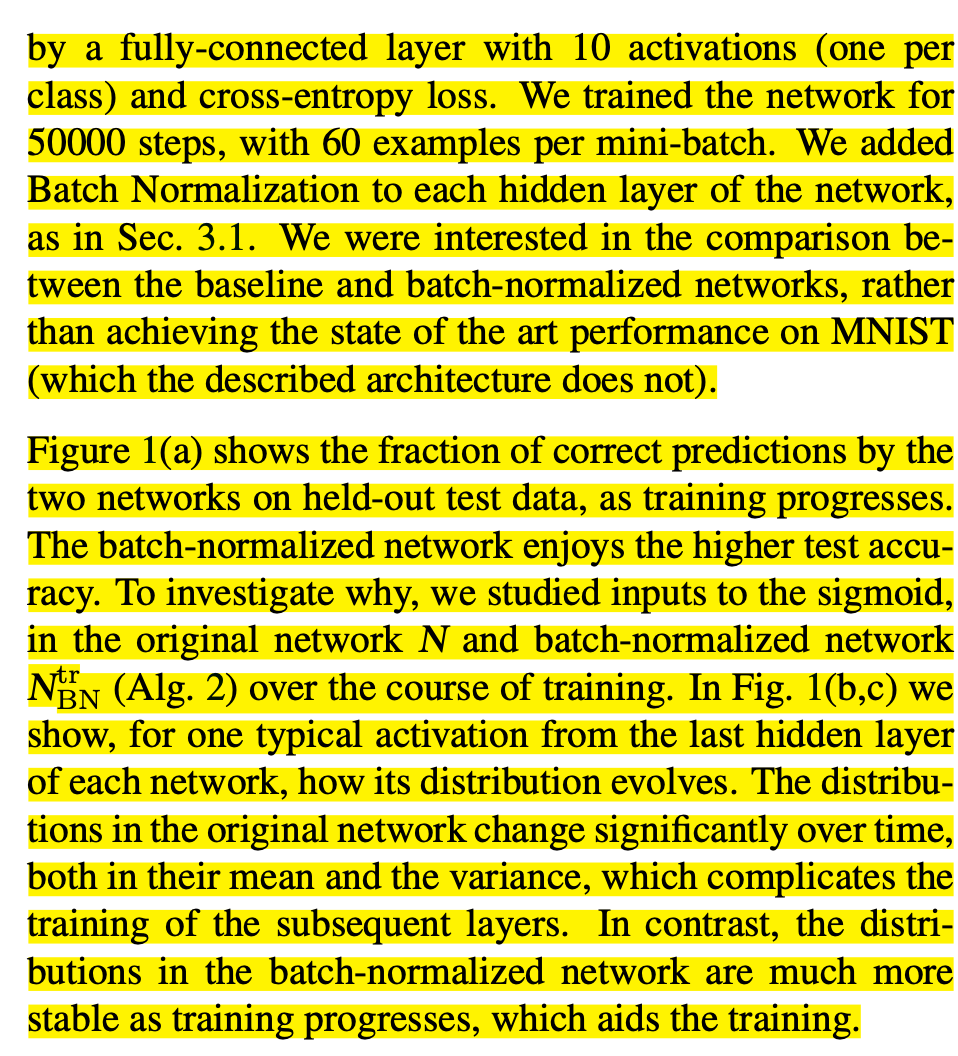 by a fully-connected layer with 10 activations (one per
class) and cross-entropy loss. We trained the network for
50000 steps, with 60 examples per mini-batch. We added
Batch Normalization to each hidden layer of the network,
as in Sec. 3.1. We were interested in the comparison be-
tween the baseline and batch-normalized networks, rather
than achieving the state of the art performance on MNIST
(which the described architecture does not).
Figure 1(a) shows the fraction of correct predictions by the
two networks on held-out test data, as training progresses.
The batch-normalized network enjoys the higher test accu-
racy. To investigate why, we studied inputs to the sigmoid,
in the original network N and batch-normalized network
N_BN^tr (Alg. 2) over the course of training. In Fig. 1(b,c) we
show, for one typical activation from the last hidden layer
of each network, how its distribution evolves. The distribu-
tions in the original network change significantly over time,
both in their mean and the variance, which complicates the
training of the subsequent layers. In contrast, the distri-
butions in the batch-normalized network are much more
stable as training progresses, which aids the training.